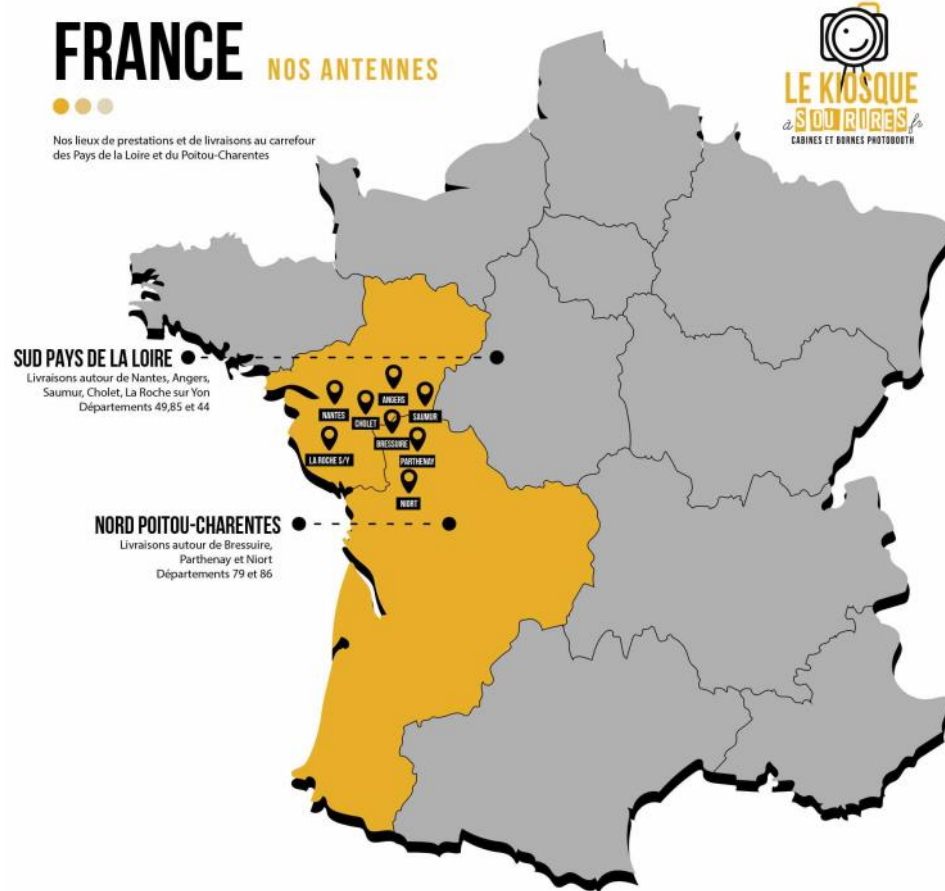 FRANCE NOS ANTENNES
Nos lieux de prestations et de livraisons au carrefour
des Pays de la Loire et du Poitou-Charentes
LE KIOSQUE
à SOURIRES.fr
CABINES ET BORNES PHOTOBOOTH
SUD PAYS DE LA LOIRE
Livraisons autour de Nantes, Angers,
Saumur, Cholet, La Roche sur Yon
Départements 49,85 et 44
ANGERS
NANTES
CHOLET
SAUMUR
BRESSUIRE
LA ROCHE S/Y
PARTHENAY
NIORT
NORD POITOU-CHARENTES
Livraisons autour de Bressuire,
Parthenay et Niort
Départements 79 et 86